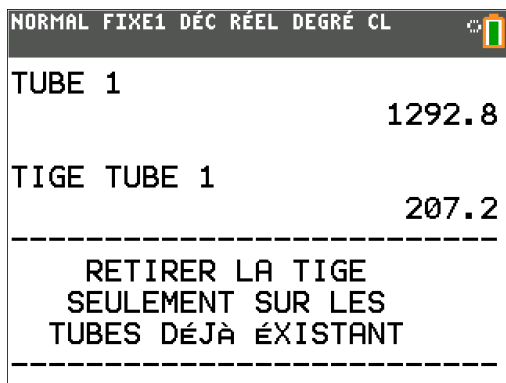 NORMAL FIXE1 DÉC RÉEL DEGRÉ CL
TUBE 1
1292.8
TIGE TUBE 1
207.2
----------------------------
RETIRER LA TIGE
SEULEMENT SUR LES
TUBES DéJà éXISTANT
----------------------------